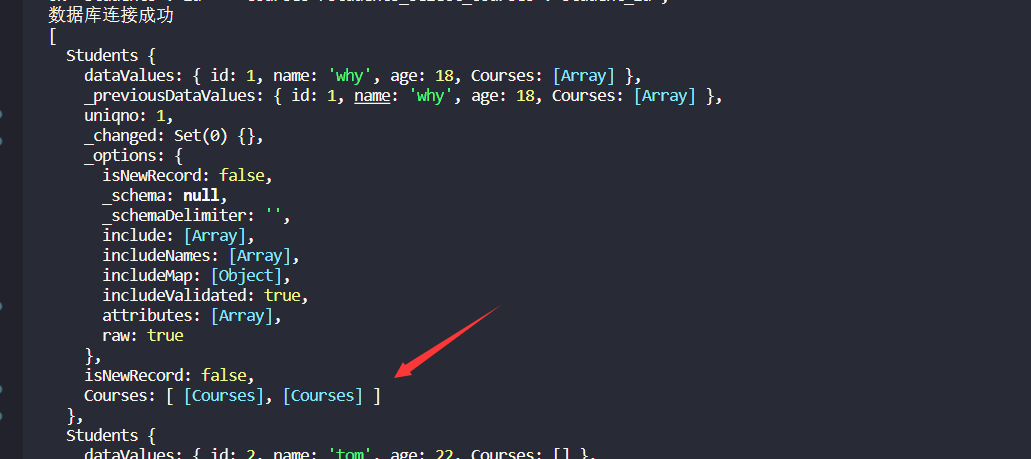 数据库连接成功
[
  Students {
    dataValues: { id: 1, name: 'why', age: 18, Courses: [Array] },
    _previousDataValues: { id: 1, name: 'why', age: 18, Courses: [Array] },
    uniqno: 1,
    _changed: Set(0) {},
    _options: {
      isNewRecord: false,
      _schema: null,
      _schemaDelimiter: '',
      include: [Array],
      includeNames: [Array],
      includeMap: [Object],
      includeValidated: true,
      attributes: [Array],
      raw: true
    },
    isNewRecord: false,
    Courses: [ [Courses], [Courses] ]
  },
  Students {
    dataValues: { id: 2, name: 'tom', age: 22, Courses: [] },